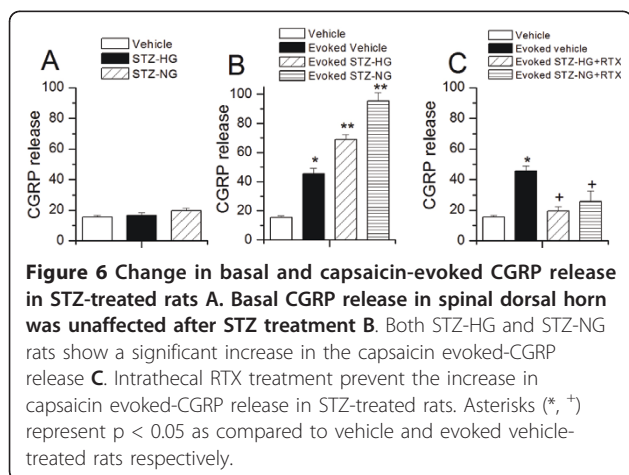 A
Vehicle
STZ-HG
STZ-NG
CGRP release
100
80
60
40
20
0
B
Vehicle
Evoked Vehicle
Evoked STZ-HG
Evoked STZ-NG
CGRP release
100
80
60
40
20
0
*
**
**
C
Vehicle
Evoked vehicle
Evoked STZ-HG+RTX
Evoked STZ-NG+RTX
CGRP release
100
80
60
40
20
0
*
+
+
Figure 6 Change in basal and capsaicin-evoked CGRP release
in STZ-treated rats A. Basal CGRP release in spinal dorsal horn
was unaffected after STZ treatment B. Both STZ-HG and STZ-NG
rats show a significant increase in the capsaicin evoked-CGRP
release C. Intrathecal RTX treatment prevent the increase in
capsaicin evoked-CGRP release in STZ-treated rats. Asterisks (*, +)
represent p < 0.05 as compared to vehicle and evoked vehicle-
treated rats respectively.